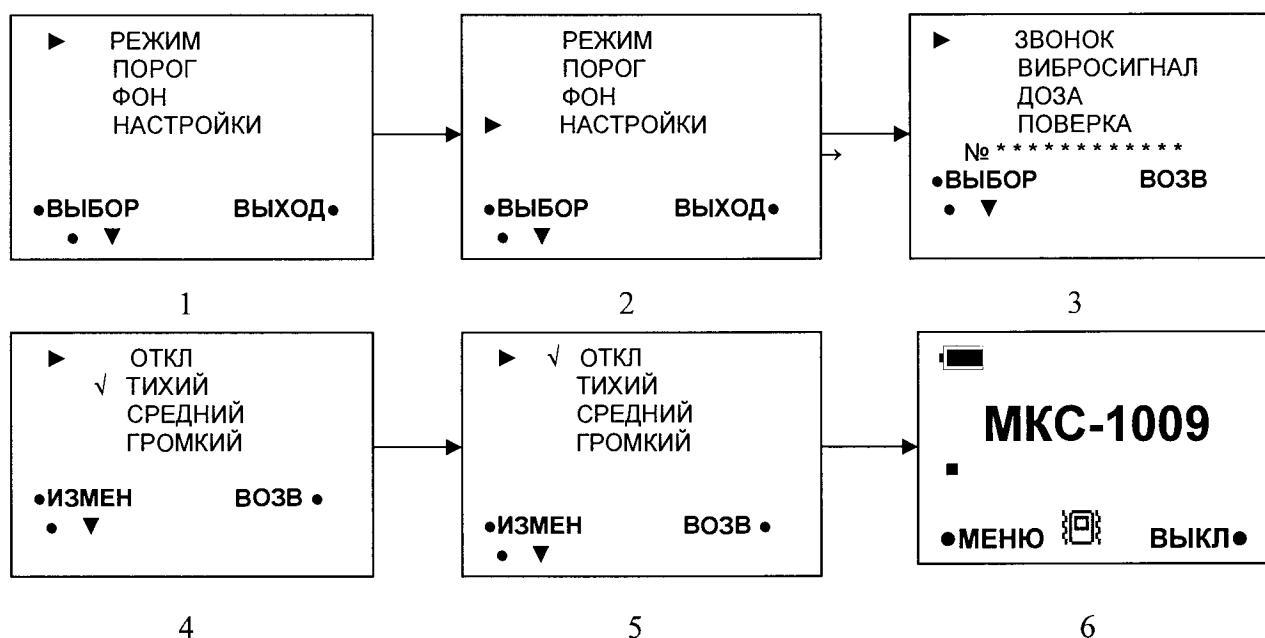 ► РЕЖИМ
ПОРОГ
ФОН
НАСТРОЙКИ
●ВЫБОР ВЫХОД●
● ▼
1
РЕЖИМ
ПОРОГ
ФОН
► НАСТРОЙКИ
●ВЫБОР ВЫХОД●
● ▼
2
► ЗВОНОК
ВИБРОСИГНАЛ
ДОЗА
ПОВЕРКА
№ * * * * * * * * * * * *
●ВЫБОР ВОЗВ
● ▼
3
► ОТКЛ
√ ТИХИЙ
СРЕДНИЙ
ГРОМКИЙ
●ИЗМЕН ВОЗВ ●
● ▼
4
► √ ОТКЛ
ТИХИЙ
СРЕДНИЙ
ГРОМКИЙ
●ИЗМЕН ВОЗВ ●
● ▼
5
МКС-1009
●МЕНЮ ВЫКЛ●
6